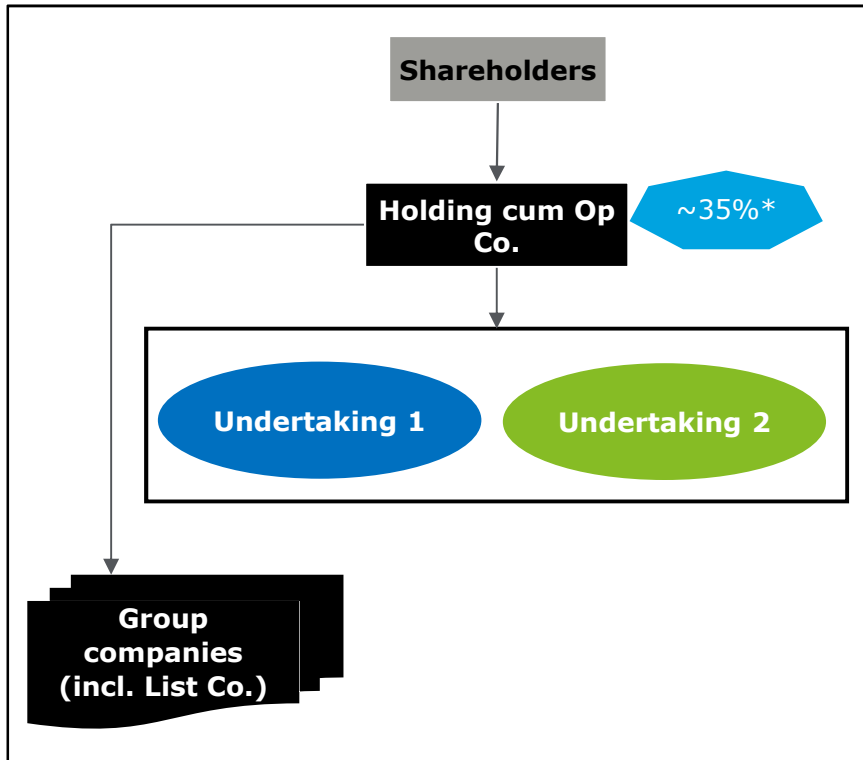 Shareholders
Holding cum Op
Co.
~35%*
Undertaking 1
Undertaking 2
Group
companies
(incl. List Co.)